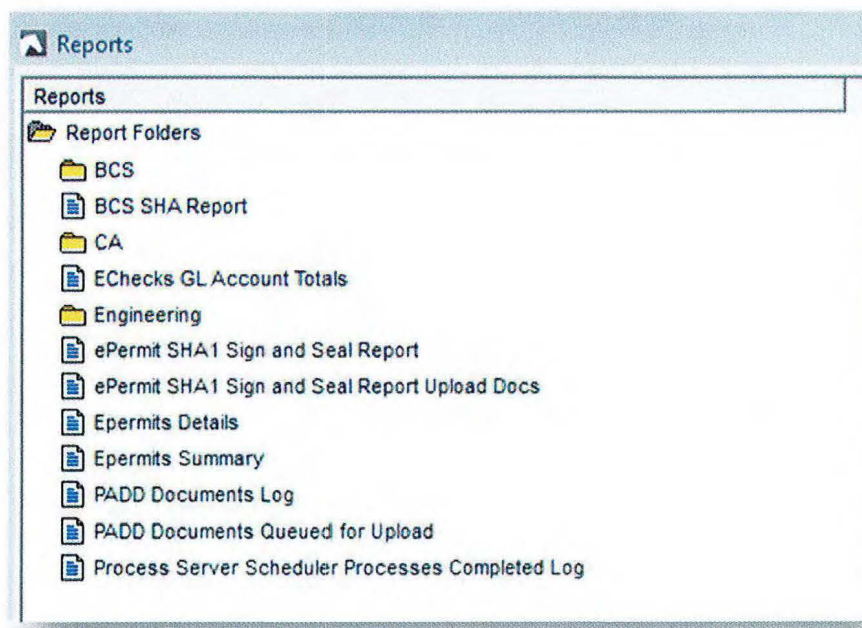 Reports
Reports
Report Folders
BCS
BCS SHA Report
CA
EChecks GL Account Totals
Engineering
ePermit SHA1 Sign and Seal Report
ePermit SHA1 Sign and Seal Report Upload Docs
Epermits Details
Epermits Summary
PADD Documents Log
PADD Documents Queued for Upload
Process Server Scheduler Processes Completed Log